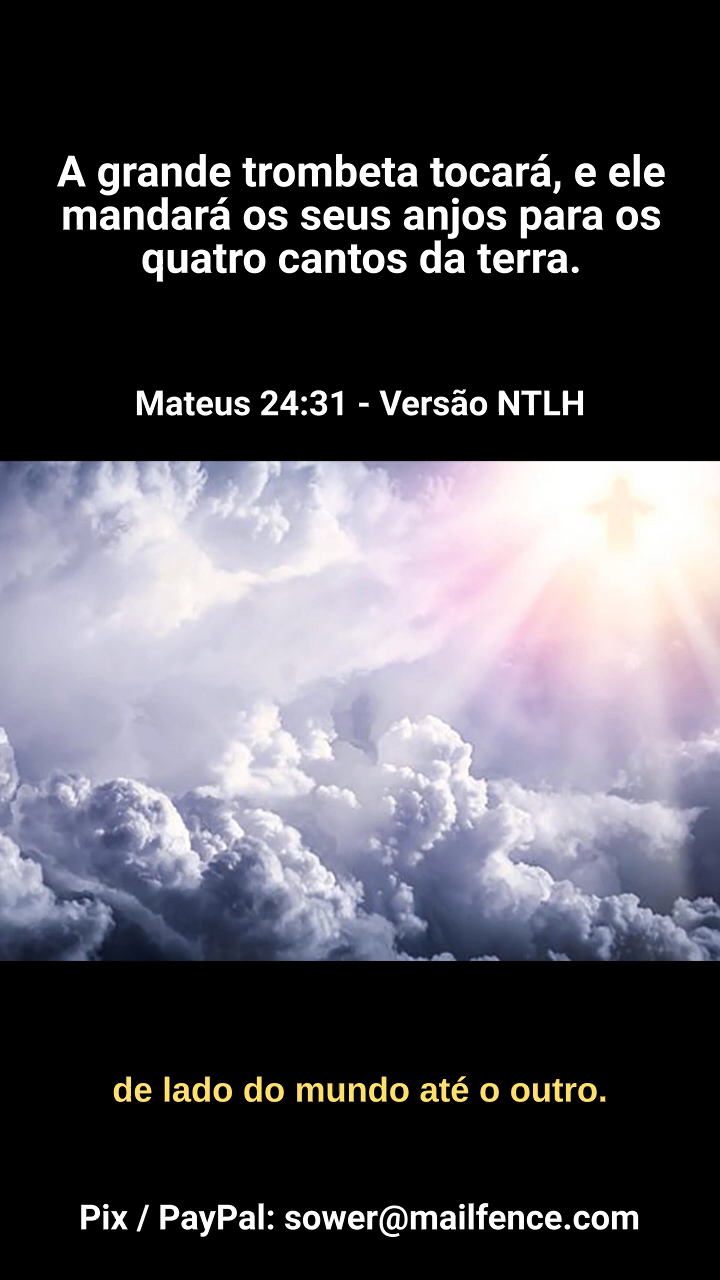 A grande trombeta tocará, e ele
mandará os seus anjos para os
quatro cantos da terra.
Mateus 24:31 - Versão NTLH
de lado do mundo até o outro.
Pix / PayPal: sower@mailfence.com